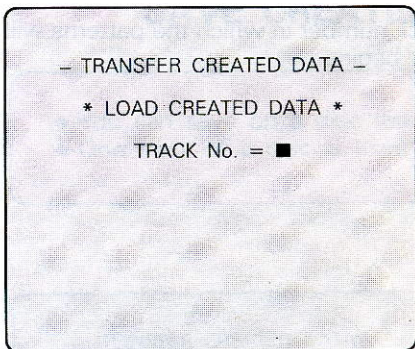 – TRANSFER CREATED DATA –
* LOAD CREATED DATA *
TRACK No. = ■